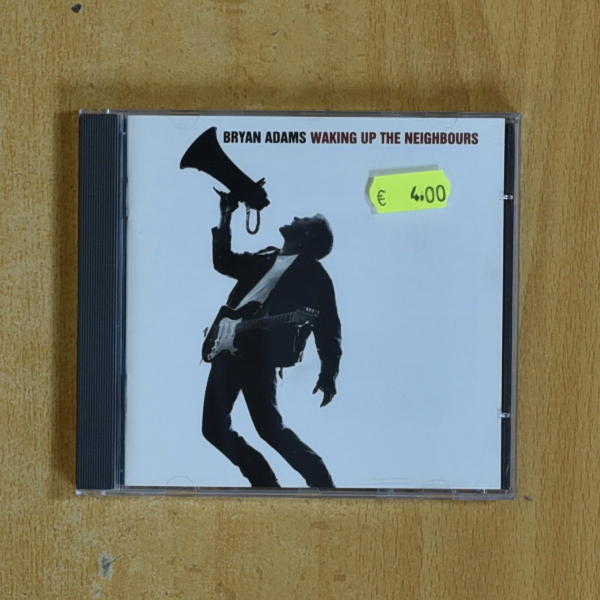 BRYAN ADAMS WAKING UP THE NEIGHBOURS
€ 4.00